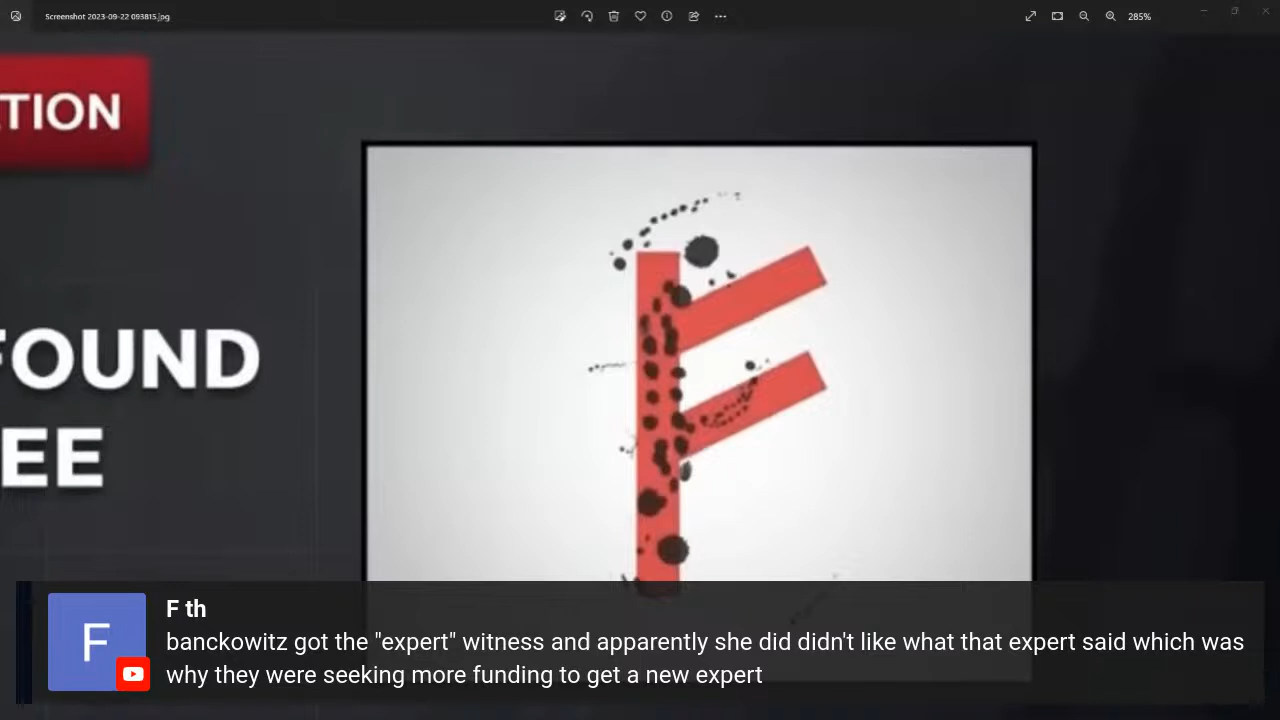 Screenshot 2023-09-22 093815.jpg
285%
TION
FOUND
EE
F
F th
banckowitz got the "expert" witness and apparently she did didn't like what that expert said which was
why they were seeking more funding to get a new expert